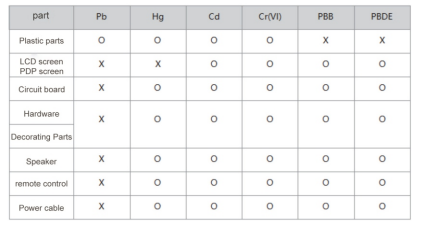 part Pb Hg Cd Cr(VI) PBB PBDE
Plastic parts O O O O X X
LCD screen
PDP screen X X O O O O
Circuit board X O O O O O
Hardware
X O O O O O
Decorating Parts
Speaker X O O O O O
remote control X O O O O O
Power cable X O O O O O